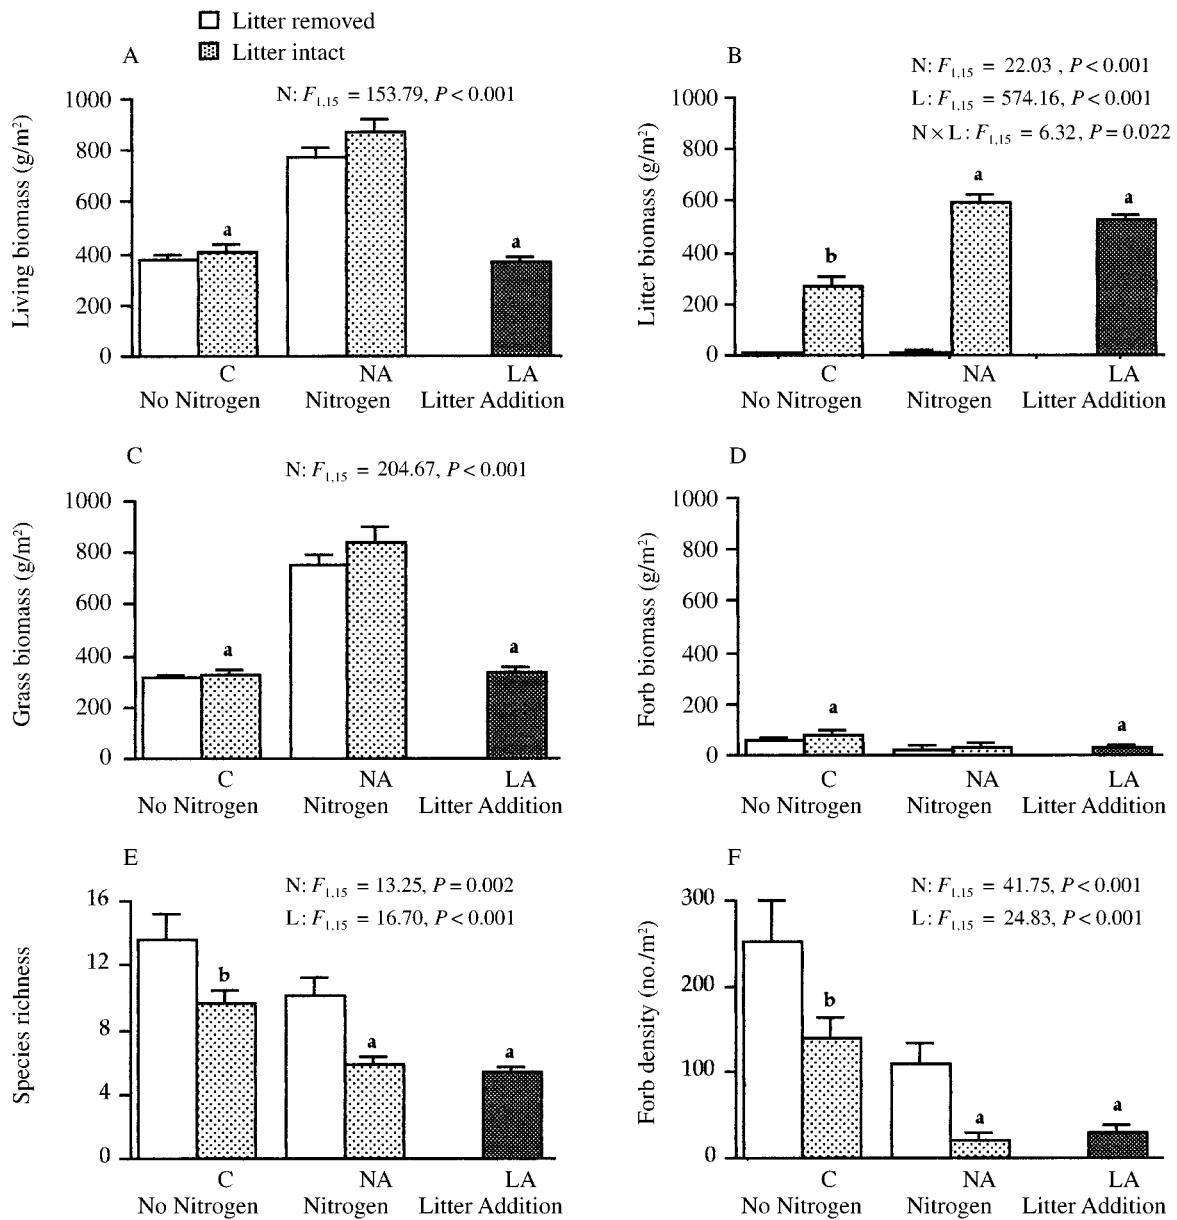 Litter removed
Litter intact
A
N: F1,15 = 153.79, P < 0.001
1000
800
600
400
200
0
Living biomass (g/m²)
a
a
C
NA
LA
No Nitrogen
Nitrogen
Litter Addition
B
N: F1,15 = 22.03 , P < 0.001
L: F1,15 = 574.16, P < 0.001
N × L: F1,15 = 6.32, P = 0.022
1000
800
600
400
200
0
Litter biomass (g/m²)
b
a
a
C
NA
LA
No Nitrogen
Nitrogen
Litter Addition
C
N: F1,15 = 204.67, P < 0.001
1000
800
600
400
200
0
Grass biomass (g/m²)
a
a
C
NA
LA
No Nitrogen
Nitrogen
Litter Addition
D
1000
800
600
400
200
0
Forb biomass (g/m²)
a
a
C
NA
LA
No Nitrogen
Nitrogen
Litter Addition
E
N: F1,15 = 13.25, P = 0.002
L: F1,15 = 16.70, P < 0.001
16
12
8
4
0
Species richness
b
a
a
C
NA
LA
No Nitrogen
Nitrogen
Litter Addition
F
N: F1,15 = 41.75, P < 0.001
L: F1,15 = 24.83, P < 0.001
300
200
100
0
Forb density (no./m²)
b
a
a
C
NA
LA
No Nitrogen
Nitrogen
Litter Addition